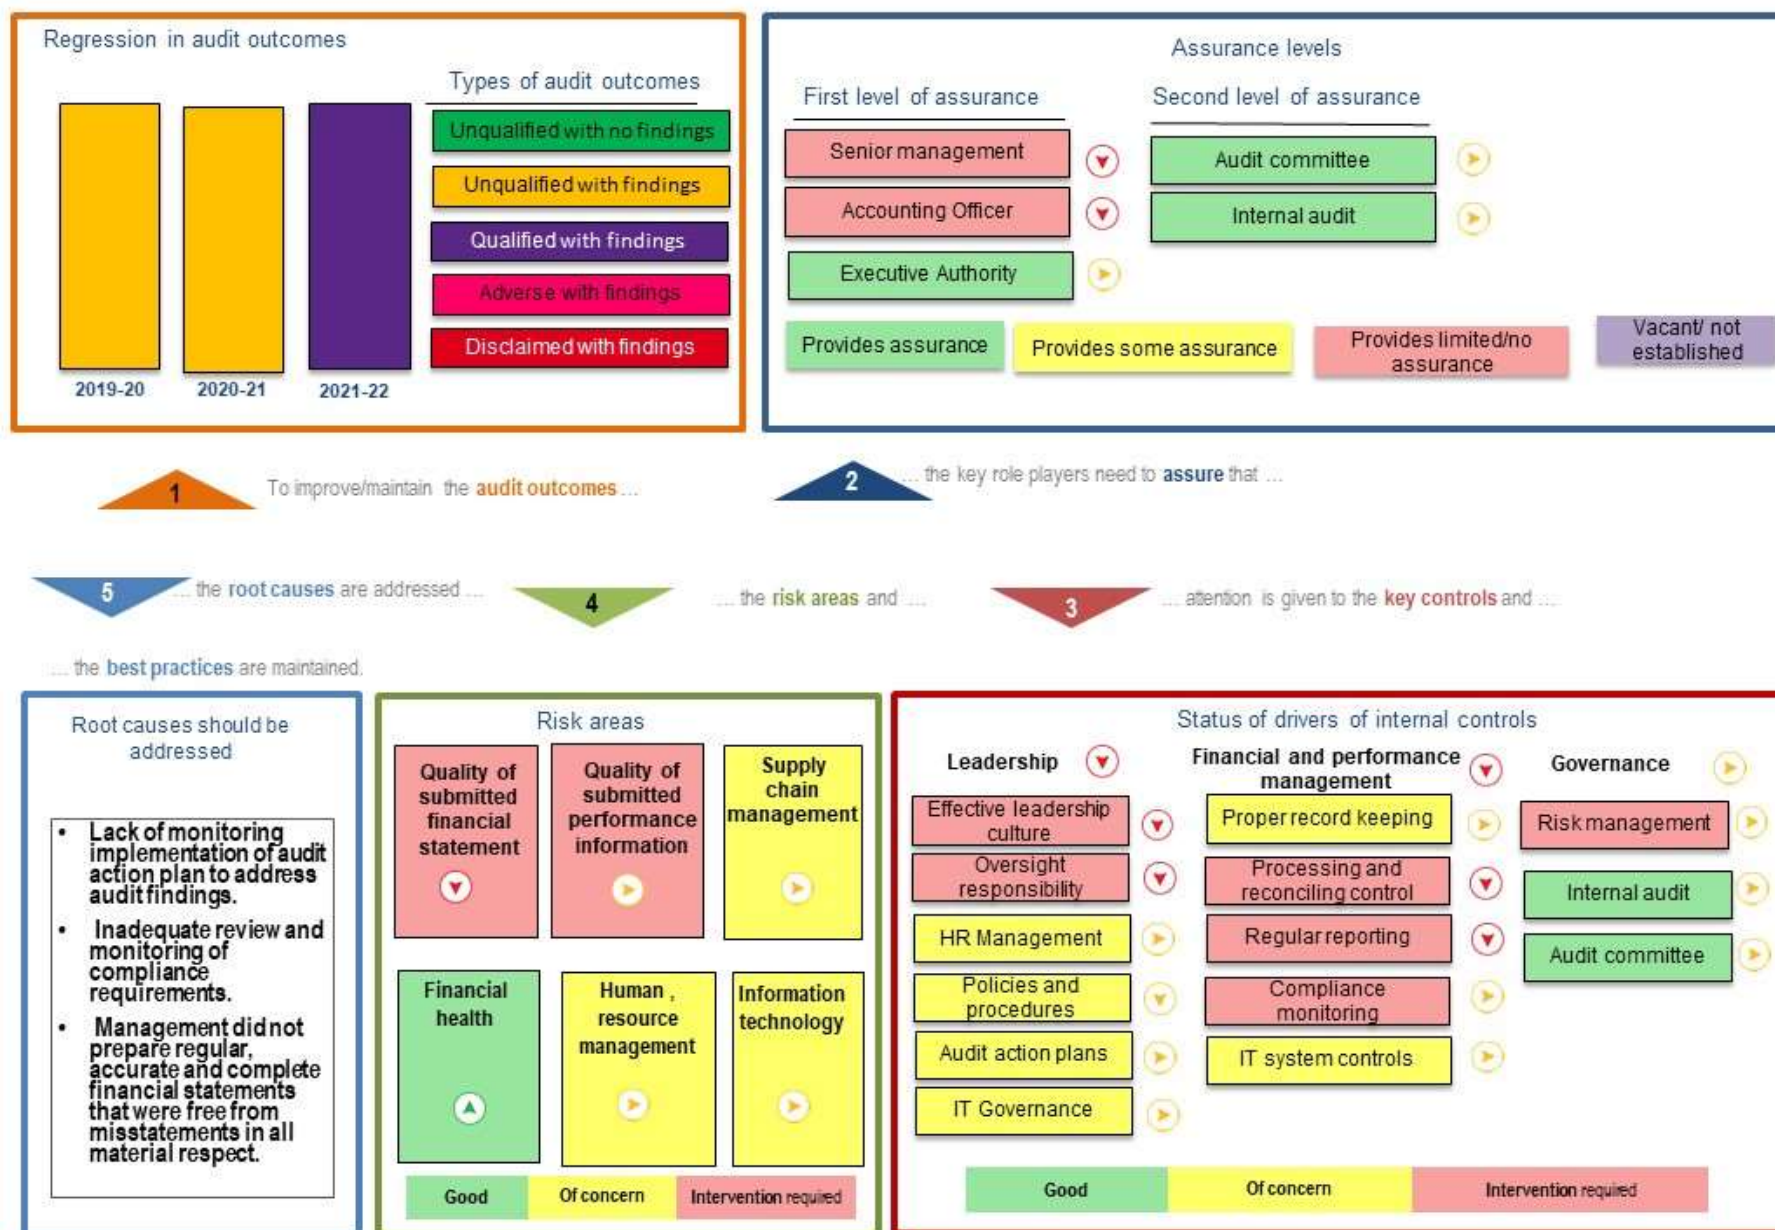 Regression in audit outcomes
Types of audit outcomes
Unqualified with no findings
Unqualified with findings
Qualified with findings
Adverse with findings
Disclaimed with findings
2019-20
2020-21
2021-22
Assurance levels
First level of assurance
Second level of assurance
Senior management
Accounting Officer
Executive Authority
Audit committee
Internal audit
Provides assurance
Provides some assurance
Provides limited/no
assurance
Vacant/ not
established
1
To improve/maintain the audit outcomes ...
2
... the key role players need to assure that ...
5
... the root causes are addressed ...
4
... the risk areas and ...
3
... attention is given to the key controls and ...
... the best practices are maintained.
Root causes should be
addressed
• Lack of monitoring
implementation of audit
action plan to address
audit findings.
• Inadequate review and
monitoring of
compliance
requirements.
• Management did not
prepare regular,
accurate and complete
financial statements
that were free from
misstatements in all
material respect.
Risk areas
Quality of
submitted
financial
statement
Quality of
submitted
performance
information
Supply
chain
management
Financial
health
Human ,
resource
management
Information
technology
Good
Of concern
Intervention required
Status of drivers of internal controls
Leadership
Effective leadership
culture
Oversight
responsibility
HR Management
Policies and
procedures
Audit action plans
IT Governance
Financial and performance
management
Proper record keeping
Processing and
reconciling control
Regular reporting
Compliance
monitoring
IT system controls
Governance
Risk management
Internal audit
Audit committee
Good
Of concern
Intervention required